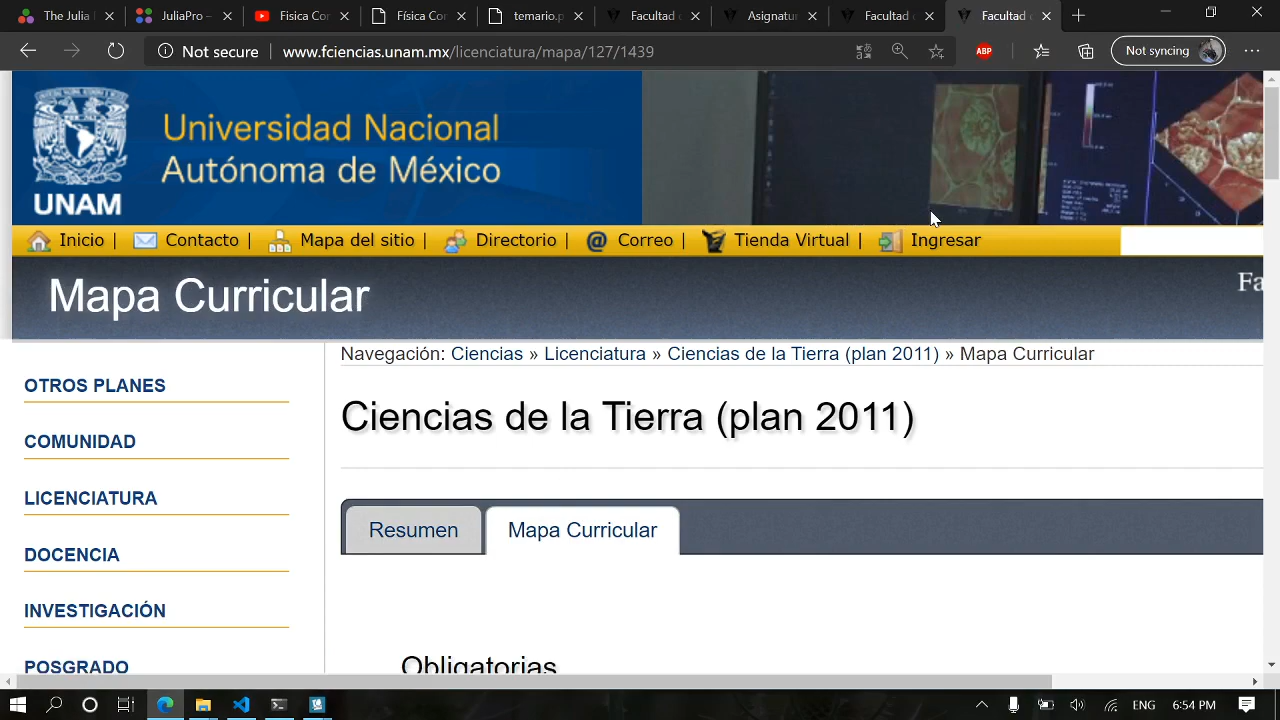 The Julia
JuliaPro –
Fisica Cor
Física Cor
temario.p
Facultad d
Asignatur
Facultad d
Facultad d
Not secure
www.fciencias.unam.mx/licenciatura/mapa/127/1439
ABP
Not syncing
Universidad Nacional
Autónoma de México
UNAM
Inicio | Contacto | Mapa del sitio | Directorio | Correo | Tienda Virtual | Ingresar
Mapa Curricular
Fa
Navegación: Ciencias » Licenciatura » Ciencias de la Tierra (plan 2011) » Mapa Curricular
OTROS PLANES
Ciencias de la Tierra (plan 2011)
COMUNIDAD
LICENCIATURA
Resumen
Mapa Curricular
DOCENCIA
INVESTIGACIÓN
POSGRADO
Obligatorias
ENG
6:54 PM